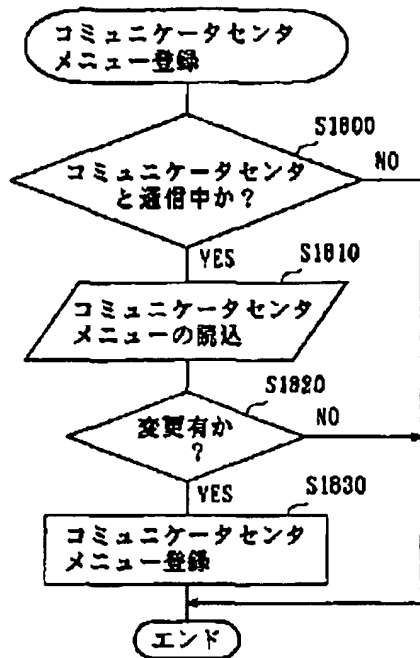 コミュニケータセンタ
メニュー登録
S1800
コミュニケータセンタ
と通信中か?
NO
YES
S1810
コミュニケータセンタ
メニューの読込
S1820
変更有か
?
NO
YES
S1830
コミュニケータセンタ
メニュー登録
エンド